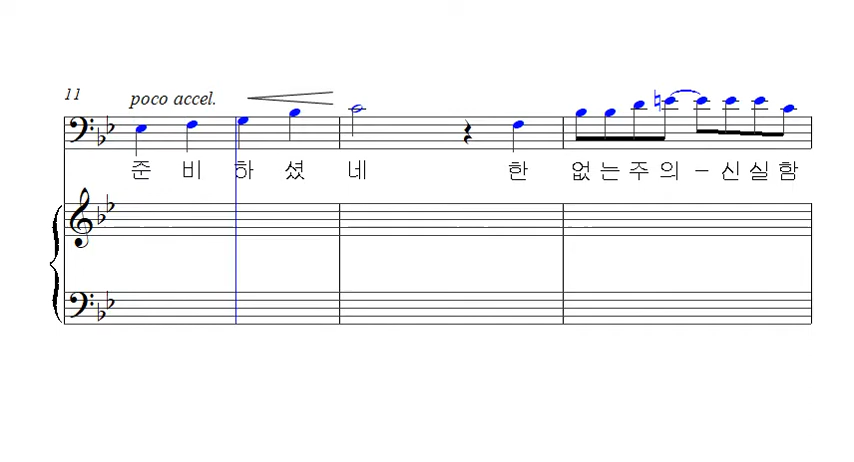 11
poco accel.
준 비 하 셨 네 한 없 는 주 의 - 신 실 함